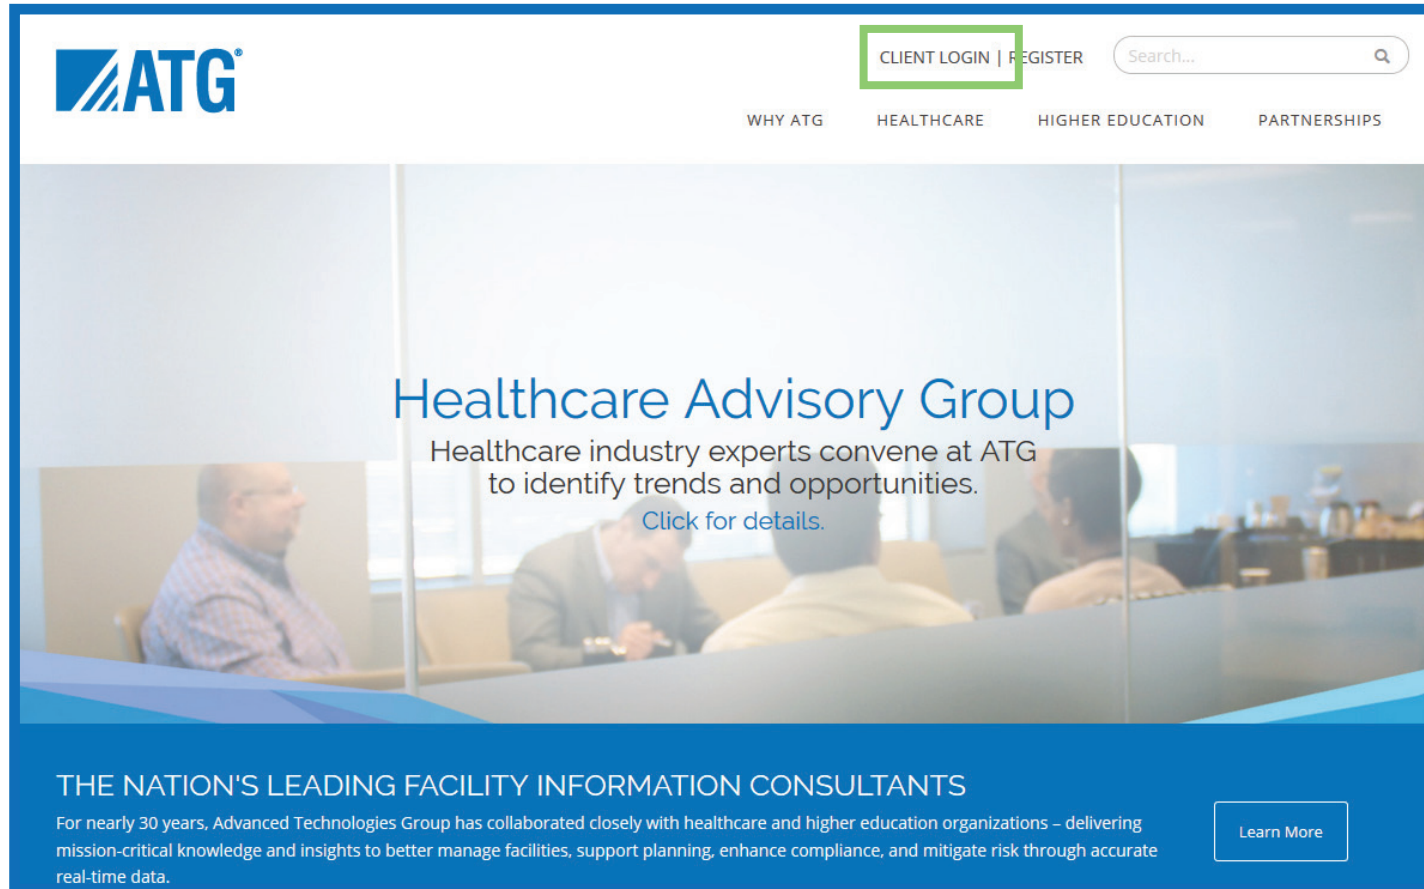 ATG®
CLIENT LOGIN | REGISTER
Search...
WHY ATG HEALTHCARE HIGHER EDUCATION PARTNERSHIPS
Healthcare Advisory Group
Healthcare industry experts convene at ATG
to identify trends and opportunities.
Click for details.
THE NATION'S LEADING FACILITY INFORMATION CONSULTANTS
For nearly 30 years, Advanced Technologies Group has collaborated closely with healthcare and higher education organizations – delivering
mission-critical knowledge and insights to better manage facilities, support planning, enhance compliance, and mitigate risk through accurate
real-time data.
Learn More